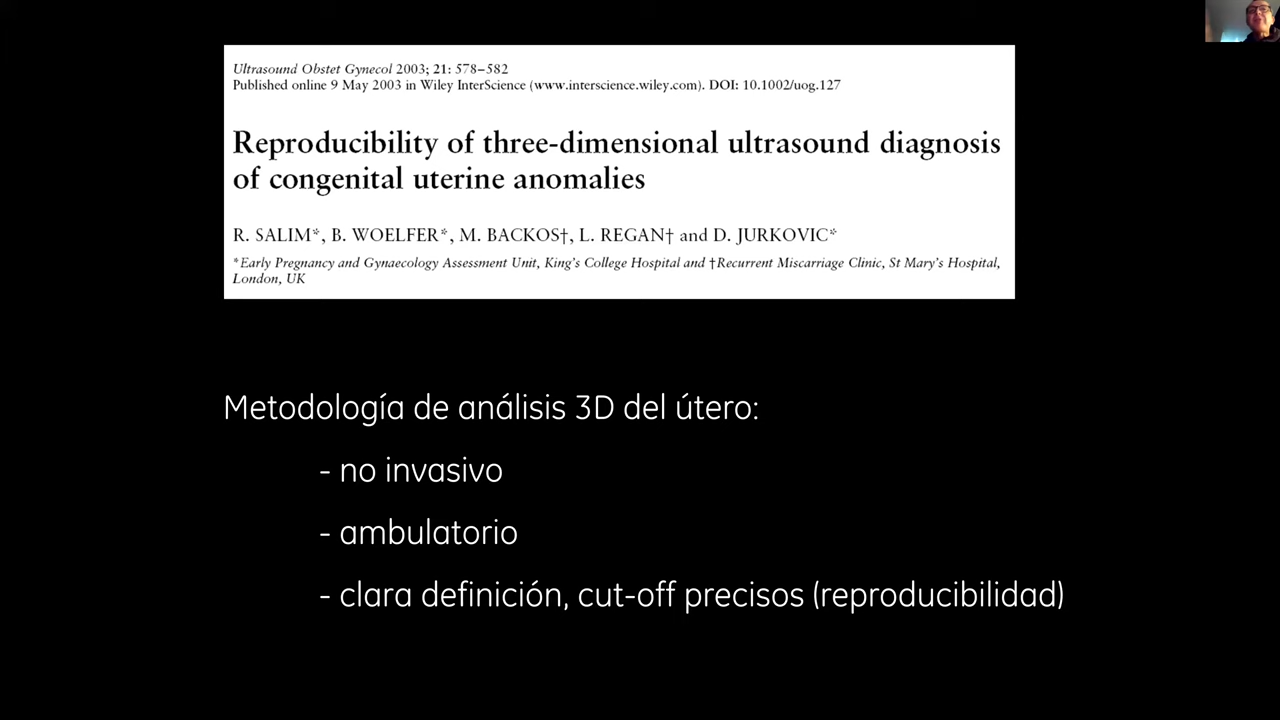 Ultrasound Obstet Gynecol 2003; 21: 578–582
Published online 9 May 2003 in Wiley InterScience (www.interscience.wiley.com). DOI: 10.1002/uog.127
Reproducibility of three-dimensional ultrasound diagnosis
of congenital uterine anomalies
R. SALIM*, B. WOELFER*, M. BACKOS†, L. REGAN† and D. JURKOVIC*
*Early Pregnancy and Gynaecology Assessment Unit, King's College Hospital and †Recurrent Miscarriage Clinic, St Mary's Hospital,
London, UK
Metodología de análisis 3D del útero:
- no invasivo
- ambulatorio
- clara definición, cut-off precisos (reproducibilidad)